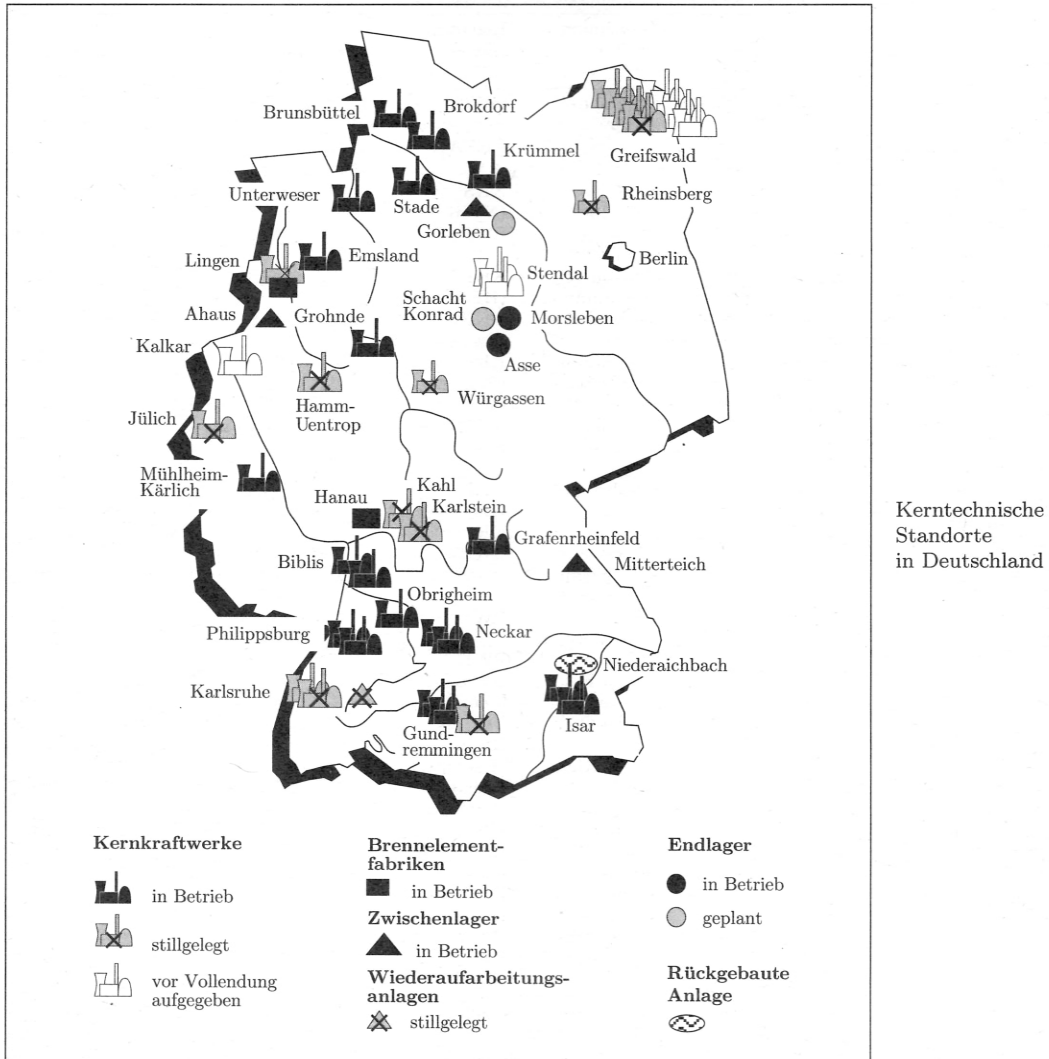 Brunsbüttel
Brokdorf
Krümmel
Greifswald
Unterweser
Stade
Rheinsberg
Gorleben
Lingen
Emsland
Stendal
Berlin
Schacht
Konrad
Morsleben
Ahaus
Grohnde
Kalkar
Asse
Hamm-
Uentrop
Würgassen
Jülich
Mühlheim-
Kärlich
Hanau
Kahl
Karlstein
Grafenrheinfeld
Biblis
Mitterteich
Obrigheim
Philippsburg
Neckar
Niederaichbach
Karlsruhe
Isar
Gund-
remmingen
Kerntechnische
Standorte
in Deutschland
Kernkraftwerke
in Betrieb
stillgelegt
vor Vollendung
aufgegeben
Brennelement-
fabriken
in Betrieb
Zwischenlager
in Betrieb
Wiederaufarbeitungs-
anlagen
stillgelegt
Endlager
in Betrieb
geplant
Rückgebaute
Anlage